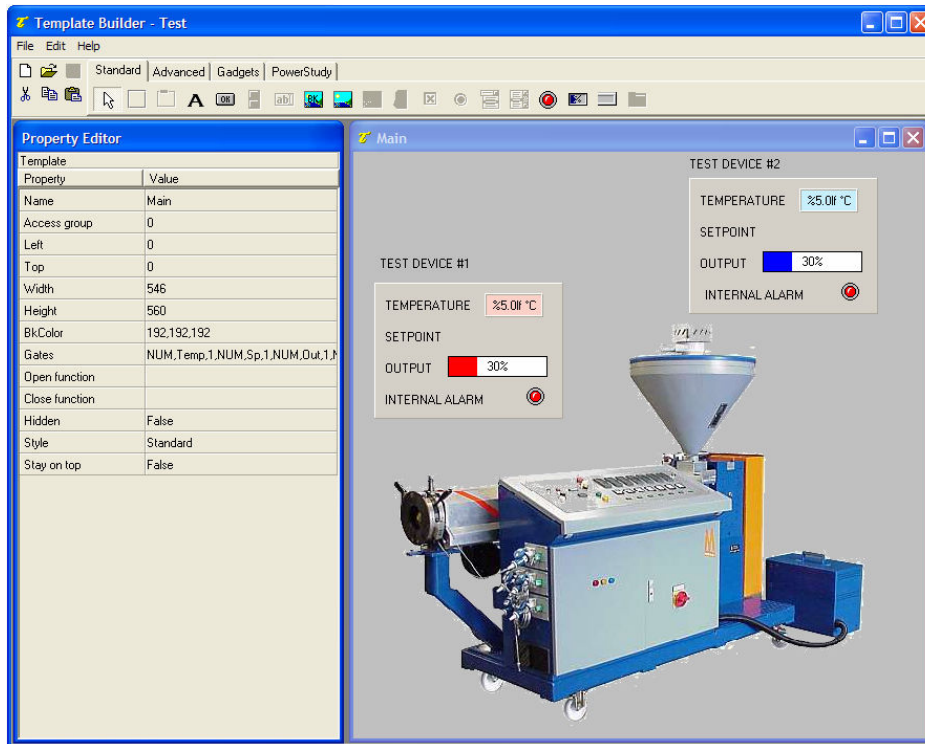 Template Builder - Test
File Edit Help
Standard Advanced Gadgets PowerStudy
A OK ab|
Property Editor
Template
Property Value
Name Main
Access group 0
Left 0
Top 0
Width 546
Height 560
BkColor 192,192,192
Gates NUM,Temp,1,NUM,Sp,1,NUM,Out,1,N
Open function
Close function
Hidden False
Style Standard
Stay on top False
Main
TEST DEVICE #2
TEMPERATURE %5.0lf °C
SETPOINT
OUTPUT 30%
INTERNAL ALARM
TEST DEVICE #1
TEMPERATURE %5.0lf °C
SETPOINT
OUTPUT 30%
INTERNAL ALARM